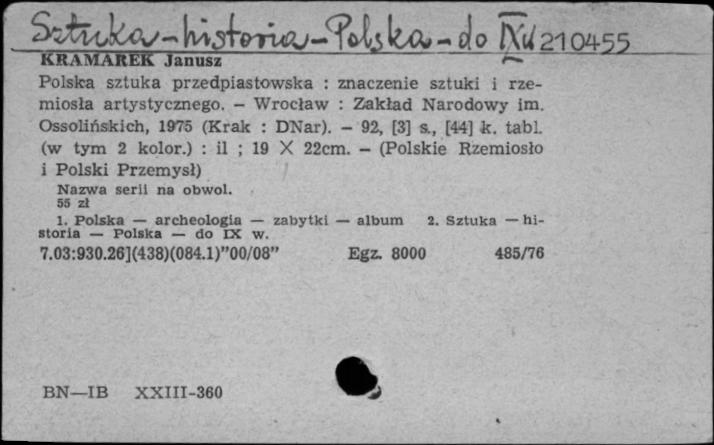 Sztuka-historia-Polska-do IX w 210455
KRAMAREK Janusz
Polska sztuka przedpiastowska : znaczenie sztuki i rze-
miosła artystycznego. – Wrocław : Zakład Narodowy im.
Ossolińskich, 1975 (Krak : DNar). – 92, [3] s., [44] k. tabl.
(w tym 2 kolor.) : il ; 19 X 22cm. – (Polskie Rzemiosło
i Polski Przemysł)
Nazwa serii na obwol.
55 zł
1. Polska — archeologia — zabytki — album 2. Sztuka — hi-
storia — Polska — do IX w.
7.03:930.26](438)(084.1)"00/08" Egz. 8000 485/76
BN—IB XXIII-360